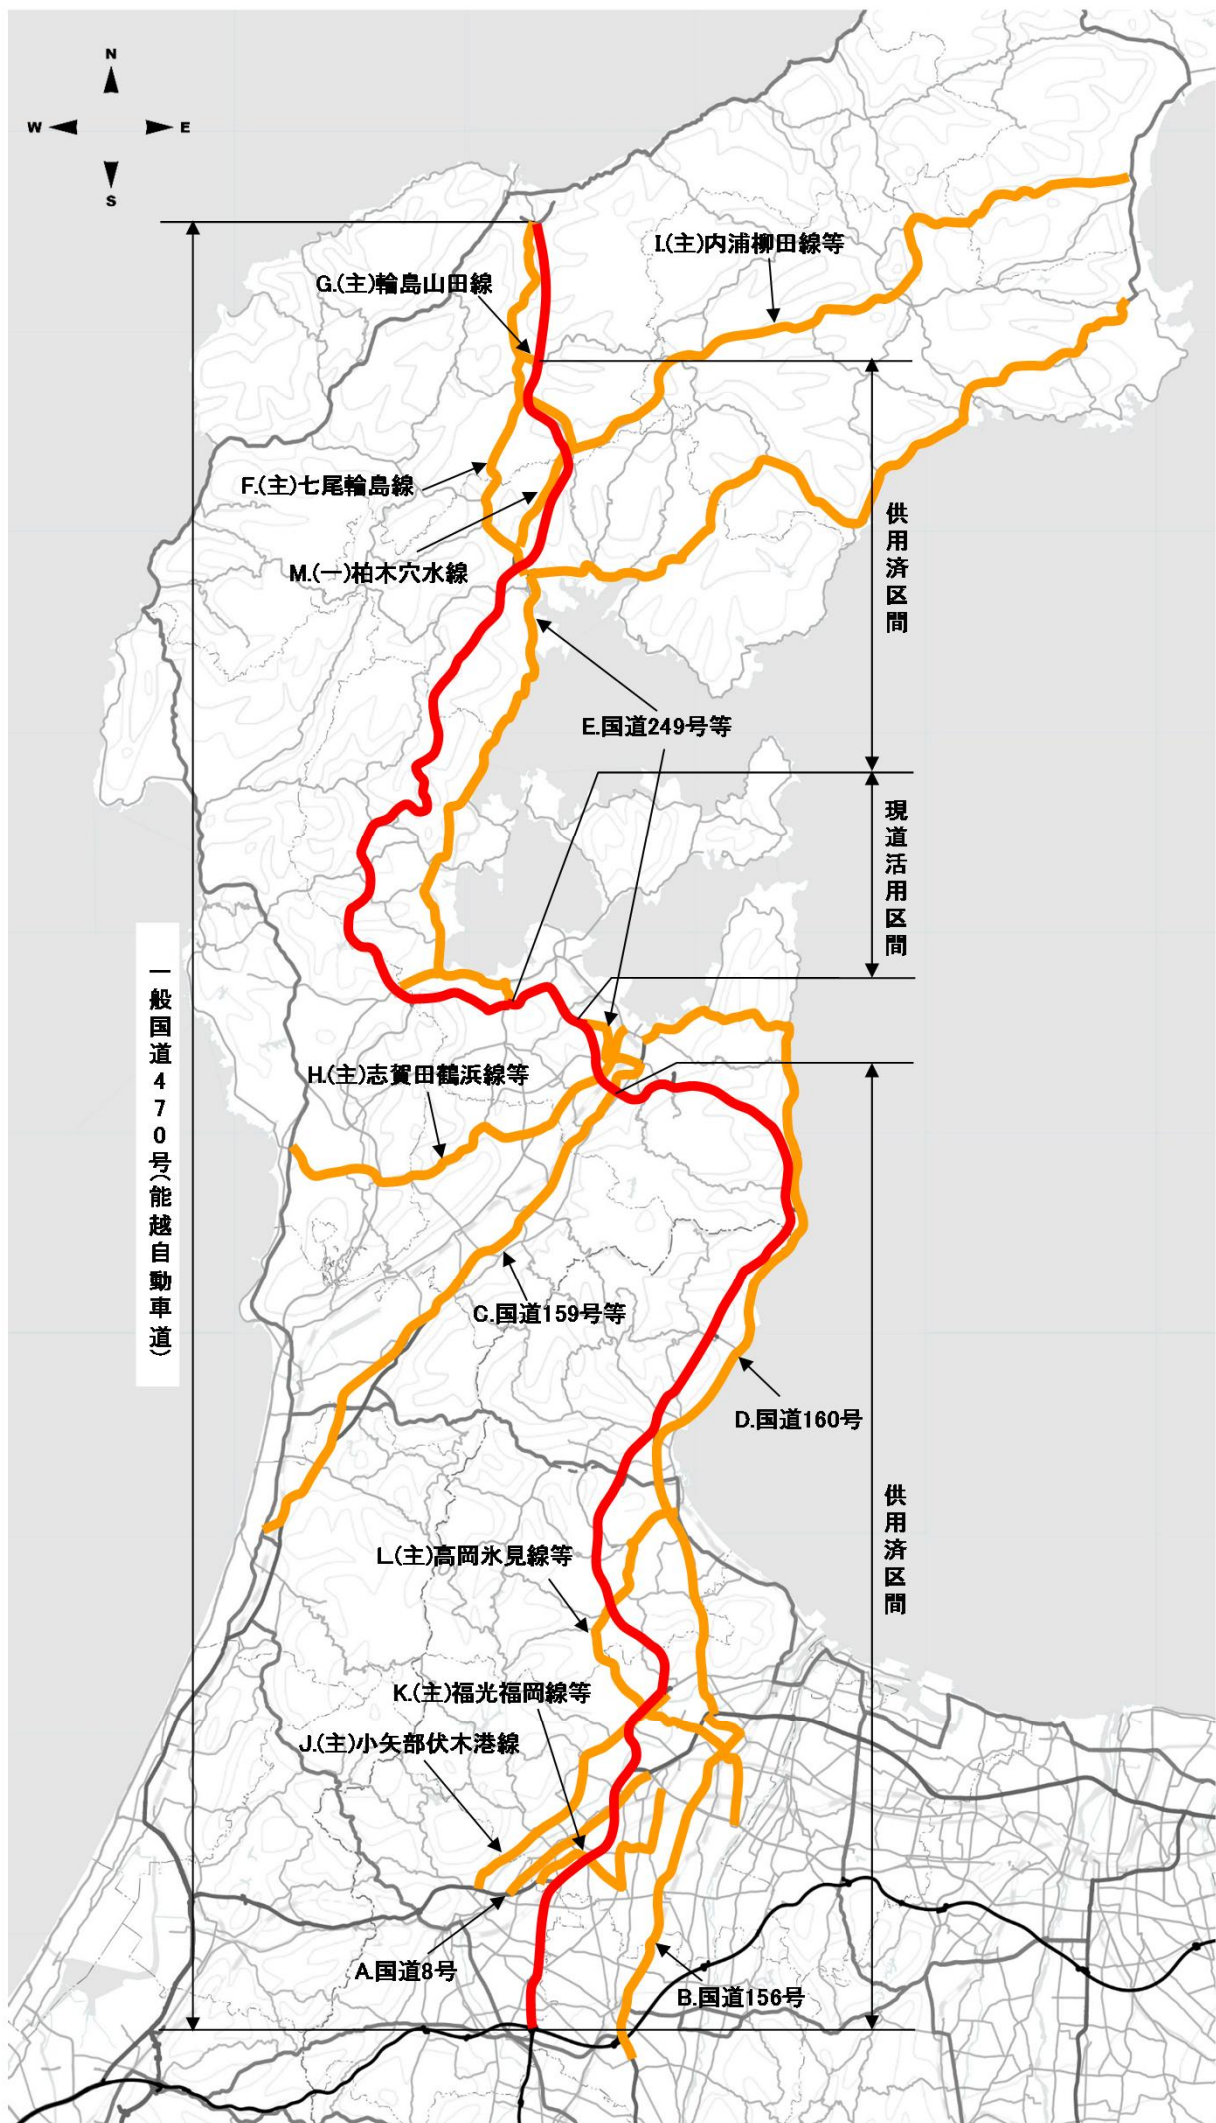 N
W
E
S
I.(主)内浦柳田線等
G.(主)輪島山田線
F.(主)七尾輪島線
供用済区間
M.(一)柏木穴水線
E.国道249号等
現道活用区間
一般国道470号(能越自動車道)
H.(主)志賀田鶴浜線等
C.国道159号等
D.国道160号
供用済区間
L.(主)高岡氷見線等
K.(主)福光福岡線等
J.(主)小矢部伏木港線
A.国道8号
B.国道156号